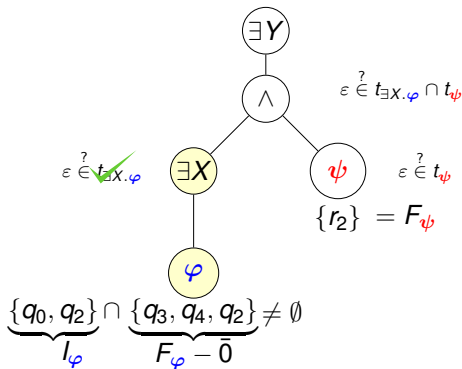 ∃Y
ε ∈? t∃X.φ ∩ tψ
∧
ε ∈? t∃X.φ
∃X
ψ
ε ∈? tψ
{r₂} = Fψ
φ
{q₀, q₂} ∩ {q₃, q₄, q₂} ≠ ∅
Iφ Fφ − 0̄